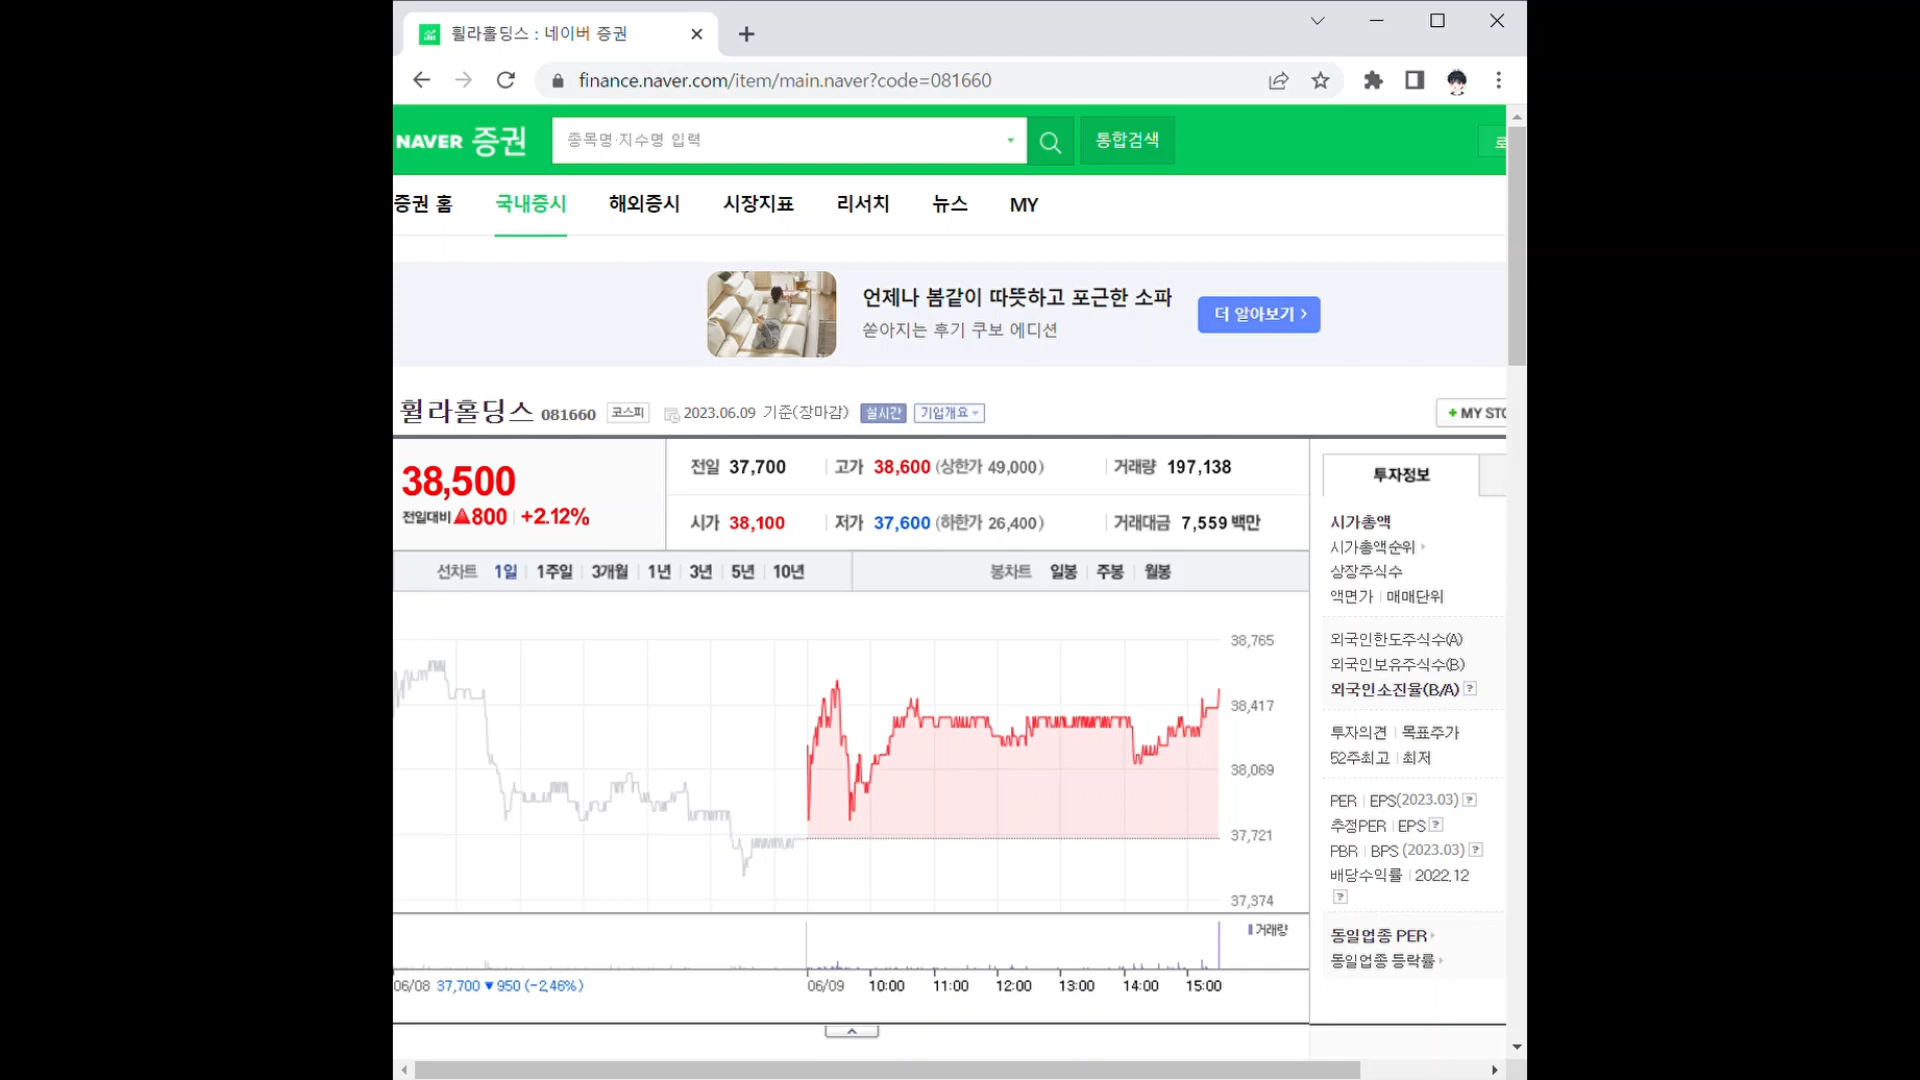 휠라홀딩스 : 네이버 증권
finance.naver.com/item/main.naver?code=081660
NAVER 증권
종목명·지수명 입력
통합검색
로
증권 홈 국내증시 해외증시 시장지표 리서치 뉴스 MY
언제나 봄같이 따뜻하고 포근한 소파
쏟아지는 후기 쿠보 에디션
더 알아보기 >
휠라홀딩스 081660 코스피 2023.06.09 기준(장마감) 실시간 기업개요
+ MY STO
38,500
전일대비 ▲800 +2.12%
전일 37,700 고가 38,600 (상한가 49,000) 거래량 197,138
시가 38,100 저가 37,600 (하한가 26,400) 거래대금 7,559 백만
선차트 1일 1주일 3개월 1년 3년 5년 10년 봉차트 일봉 주봉 월봉
38,765
38,417
38,069
37,721
37,374
거래량
06/08 37,700 ▼ 950 (-2.46%)
06/09 10:00 11:00 12:00 13:00 14:00 15:00
투자정보
시가총액
시가총액순위
상장주식수
액면가 | 매매단위
외국인한도주식수(A)
외국인보유주식수(B)
외국인소진율(B/A) ?
투자의견 | 목표주가
52주최고 | 최저
PER | EPS(2023.03) ?
추정PER | EPS ?
PBR | BPS (2023.03) ?
배당수익률 | 2022.12
?
동일업종 PER
동일업종 등락률